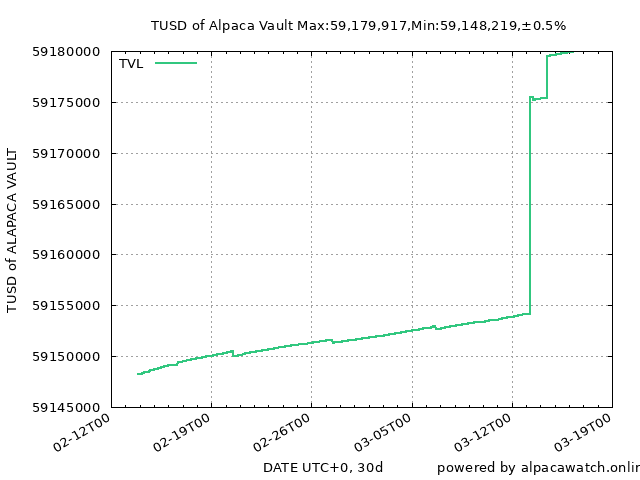 TUSD of Alpaca Vault Max:59,179,917,Min:59,148,219,±0.5%
TVL
TUSD of ALAPACA VAULT
59180000
59175000
59170000
59165000
59160000
59155000
59150000
59145000
02-12T00
02-19T00
02-26T00
03-05T00
03-12T00
03-19T00
DATE UTC+0, 30d
powered by alpacawatch.onlin